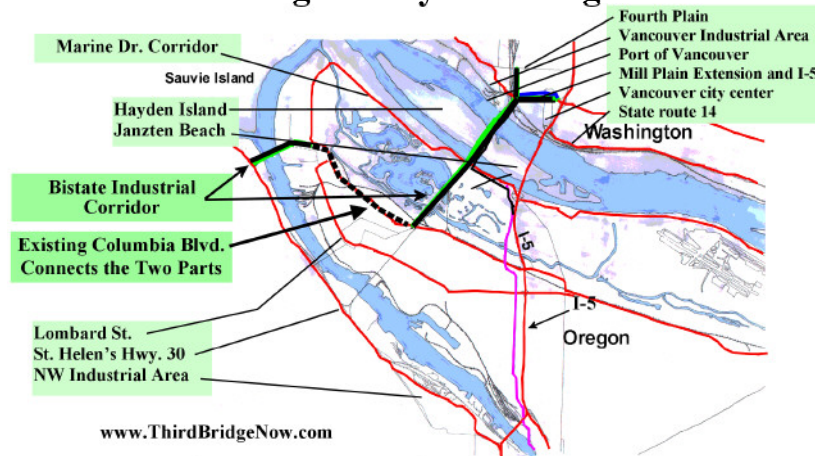 Fourth Plain
Vancouver Industrial Area
Port of Vancouver
Mill Plain Extension and I-5
Vancouver city center
State route 14
Marine Dr. Corridor
Sauvie Island
Hayden Island
Janzten Beach
Washington
Bistate Industrial
Corridor
Existing Columbia Blvd.
Connects the Two Parts
I-5
I-5
Oregon
Lombard St.
St. Helen's Hwy. 30
NW Industrial Area
www.ThirdBridgeNow.com